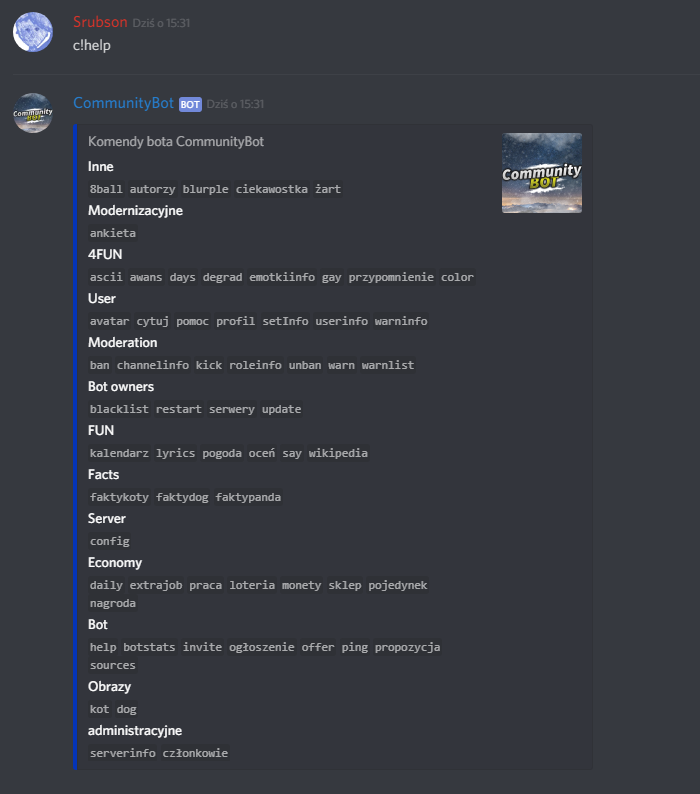 Srubson Dziś o 15:31
c!help
CommunityBot BOT Dziś o 15:31
Komendy bota CommunityBot
Inne
8ball autorzy blurple ciekawostka żart
Modernizacyjne
ankieta
4FUN
ascii awans days degrad emotkiinfo gay przypomnienie color
User
avatar cytuj pomoc profil setInfo userinfo warninfo
Moderation
ban channelinfo kick roleinfo unban warn warnlist
Bot owners
blacklist restart serwery update
FUN
kalendarz lyrics pogoda oceń say wikipedia
Facts
faktykoty faktydog faktypanda
Server
config
Economy
daily extrajob praca loteria monety sklep pojedynek
nagroda
Bot
help botstats invite ogłoszenie offer ping propozycja
sources
Obrazy
kot dog
administracyjne
serverinfo członkowie
Community
BOT
Community
BOT